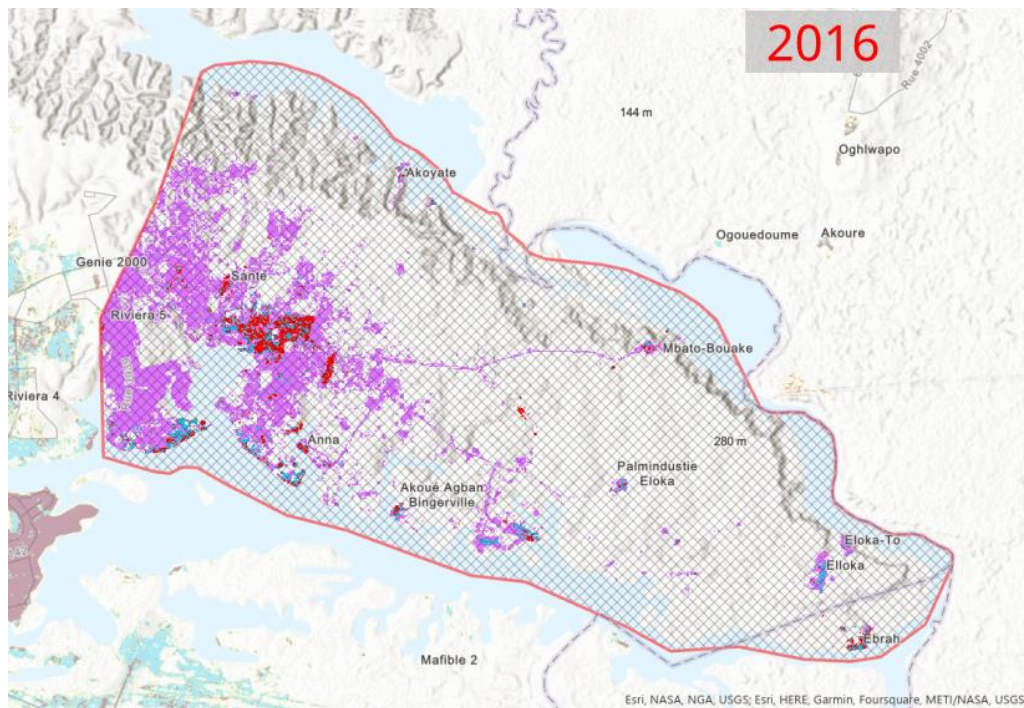 2016
Rue 4002
144 m
Oghlwapo
Akoyate
Ogouedoume
Akoure
Genie 2000
Sante
Riviera 5
Mbato-Bouake
Riviera 4
Anna
280 m
Palmindustie
Eloka
Akoué Agban
Bingerville
Eloka-To
Elloka
Ebrah
Mafible 2
Esri, NASA, NGA, USGS; Esri, HERE, Garmin, Foursquare, METI/NASA, USGS